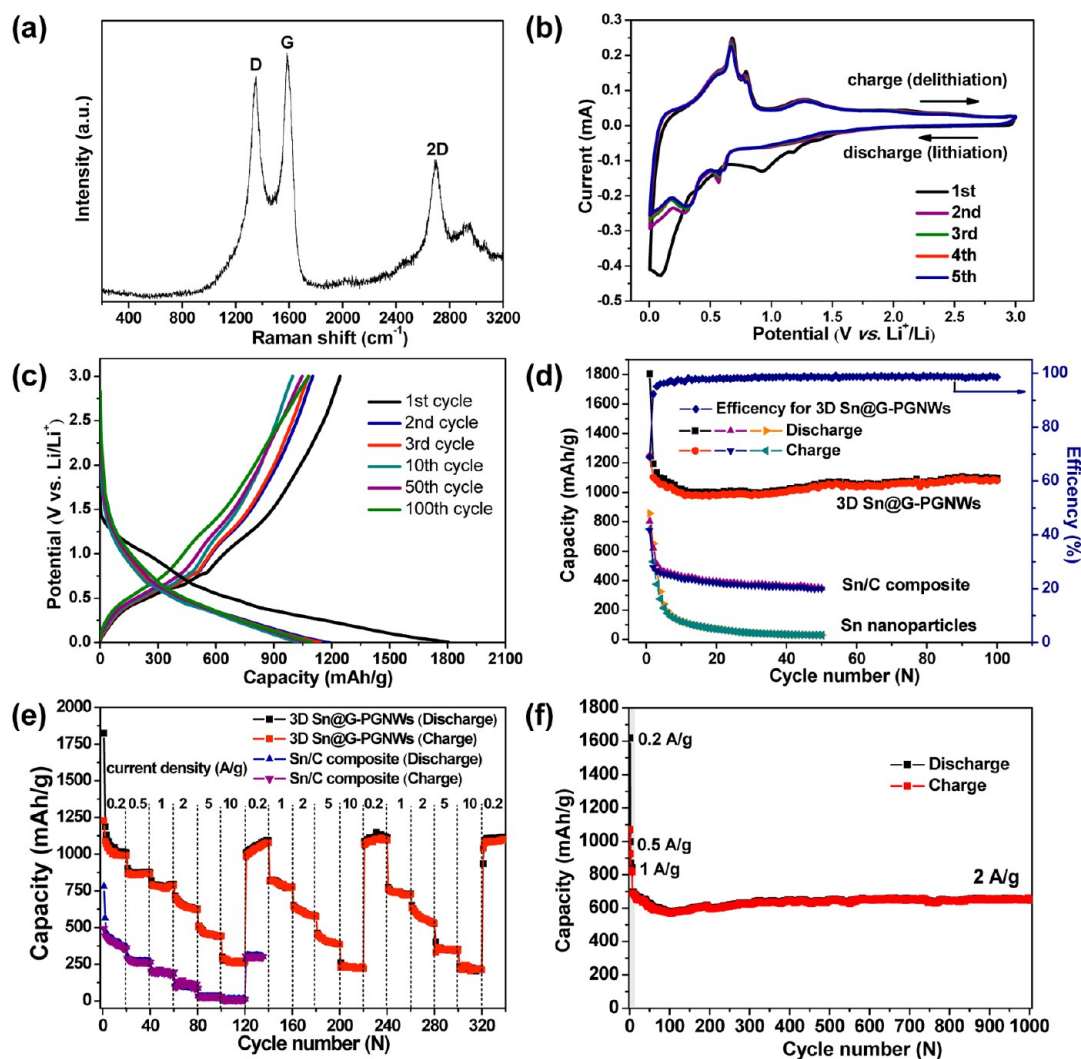 (a)
D
G
2D
Intensity (a.u.)
200
1200
1600
2000
2400
2800
3200
Raman shift (cm-1)
(b)
0.3
0.2
0.1
0.0
-0.1
-0.2
-0.3
-0.4
-0.5
Current (mA)
charge (delithiation)
discharge (lithiation)
1st
2nd
3rd
4th
5th
0.0
0.5
1.0
1.5
2.0
2.5
3.0
Potential (V vs. Li+/Li)
(c)
3.0
2.5
2.0
1.5
1.0
0.5
0.0
Potential (V vs. Li/Li+)
1st cycle
2nd cycle
3rd cycle
10th cycle
50th cycle
100th cycle
0
300
600
900
1200
1500
1800
2100
Capacity (mAh/g)
(d)
1800
1600
1400
1200
1000
800
600
400
200
0
Capacity (mAh/g)
Efficency for 3D Sn@G-PGNWs
Discharge
Charge
3D Sn@G-PGNWs
Sn/C composite
Sn nanoparticles
100
80
60
40
20
0
Efficency (%)
0
20
40
60
80
100
Cycle number (N)
(e)
2000
1750
1500
1250
1000
750
500
250
0
Capacity (mAh/g)
3D Sn@G-PGNWs (Discharge)
3D Sn@G-PGNWs (Charge)
Sn/C composite (Discharge)
Sn/C composite (Charge)
current density (A/g)
0.2 0.5 1 2 5 10 0.2 1 2 5 10 0.2 1 2 5 10 0.2
0
40
80
120
160
200
240
280
320
Cycle number (N)
(f)
1800
1600
1400
1200
1000
800
600
400
200
0
Capacity (mAh/g)
0.2 A/g
Discharge
Charge
0.5 A/g
1 A/g
2 A/g
0
100
200
300
400
500
600
700
800
900
1000
Cycle number (N)